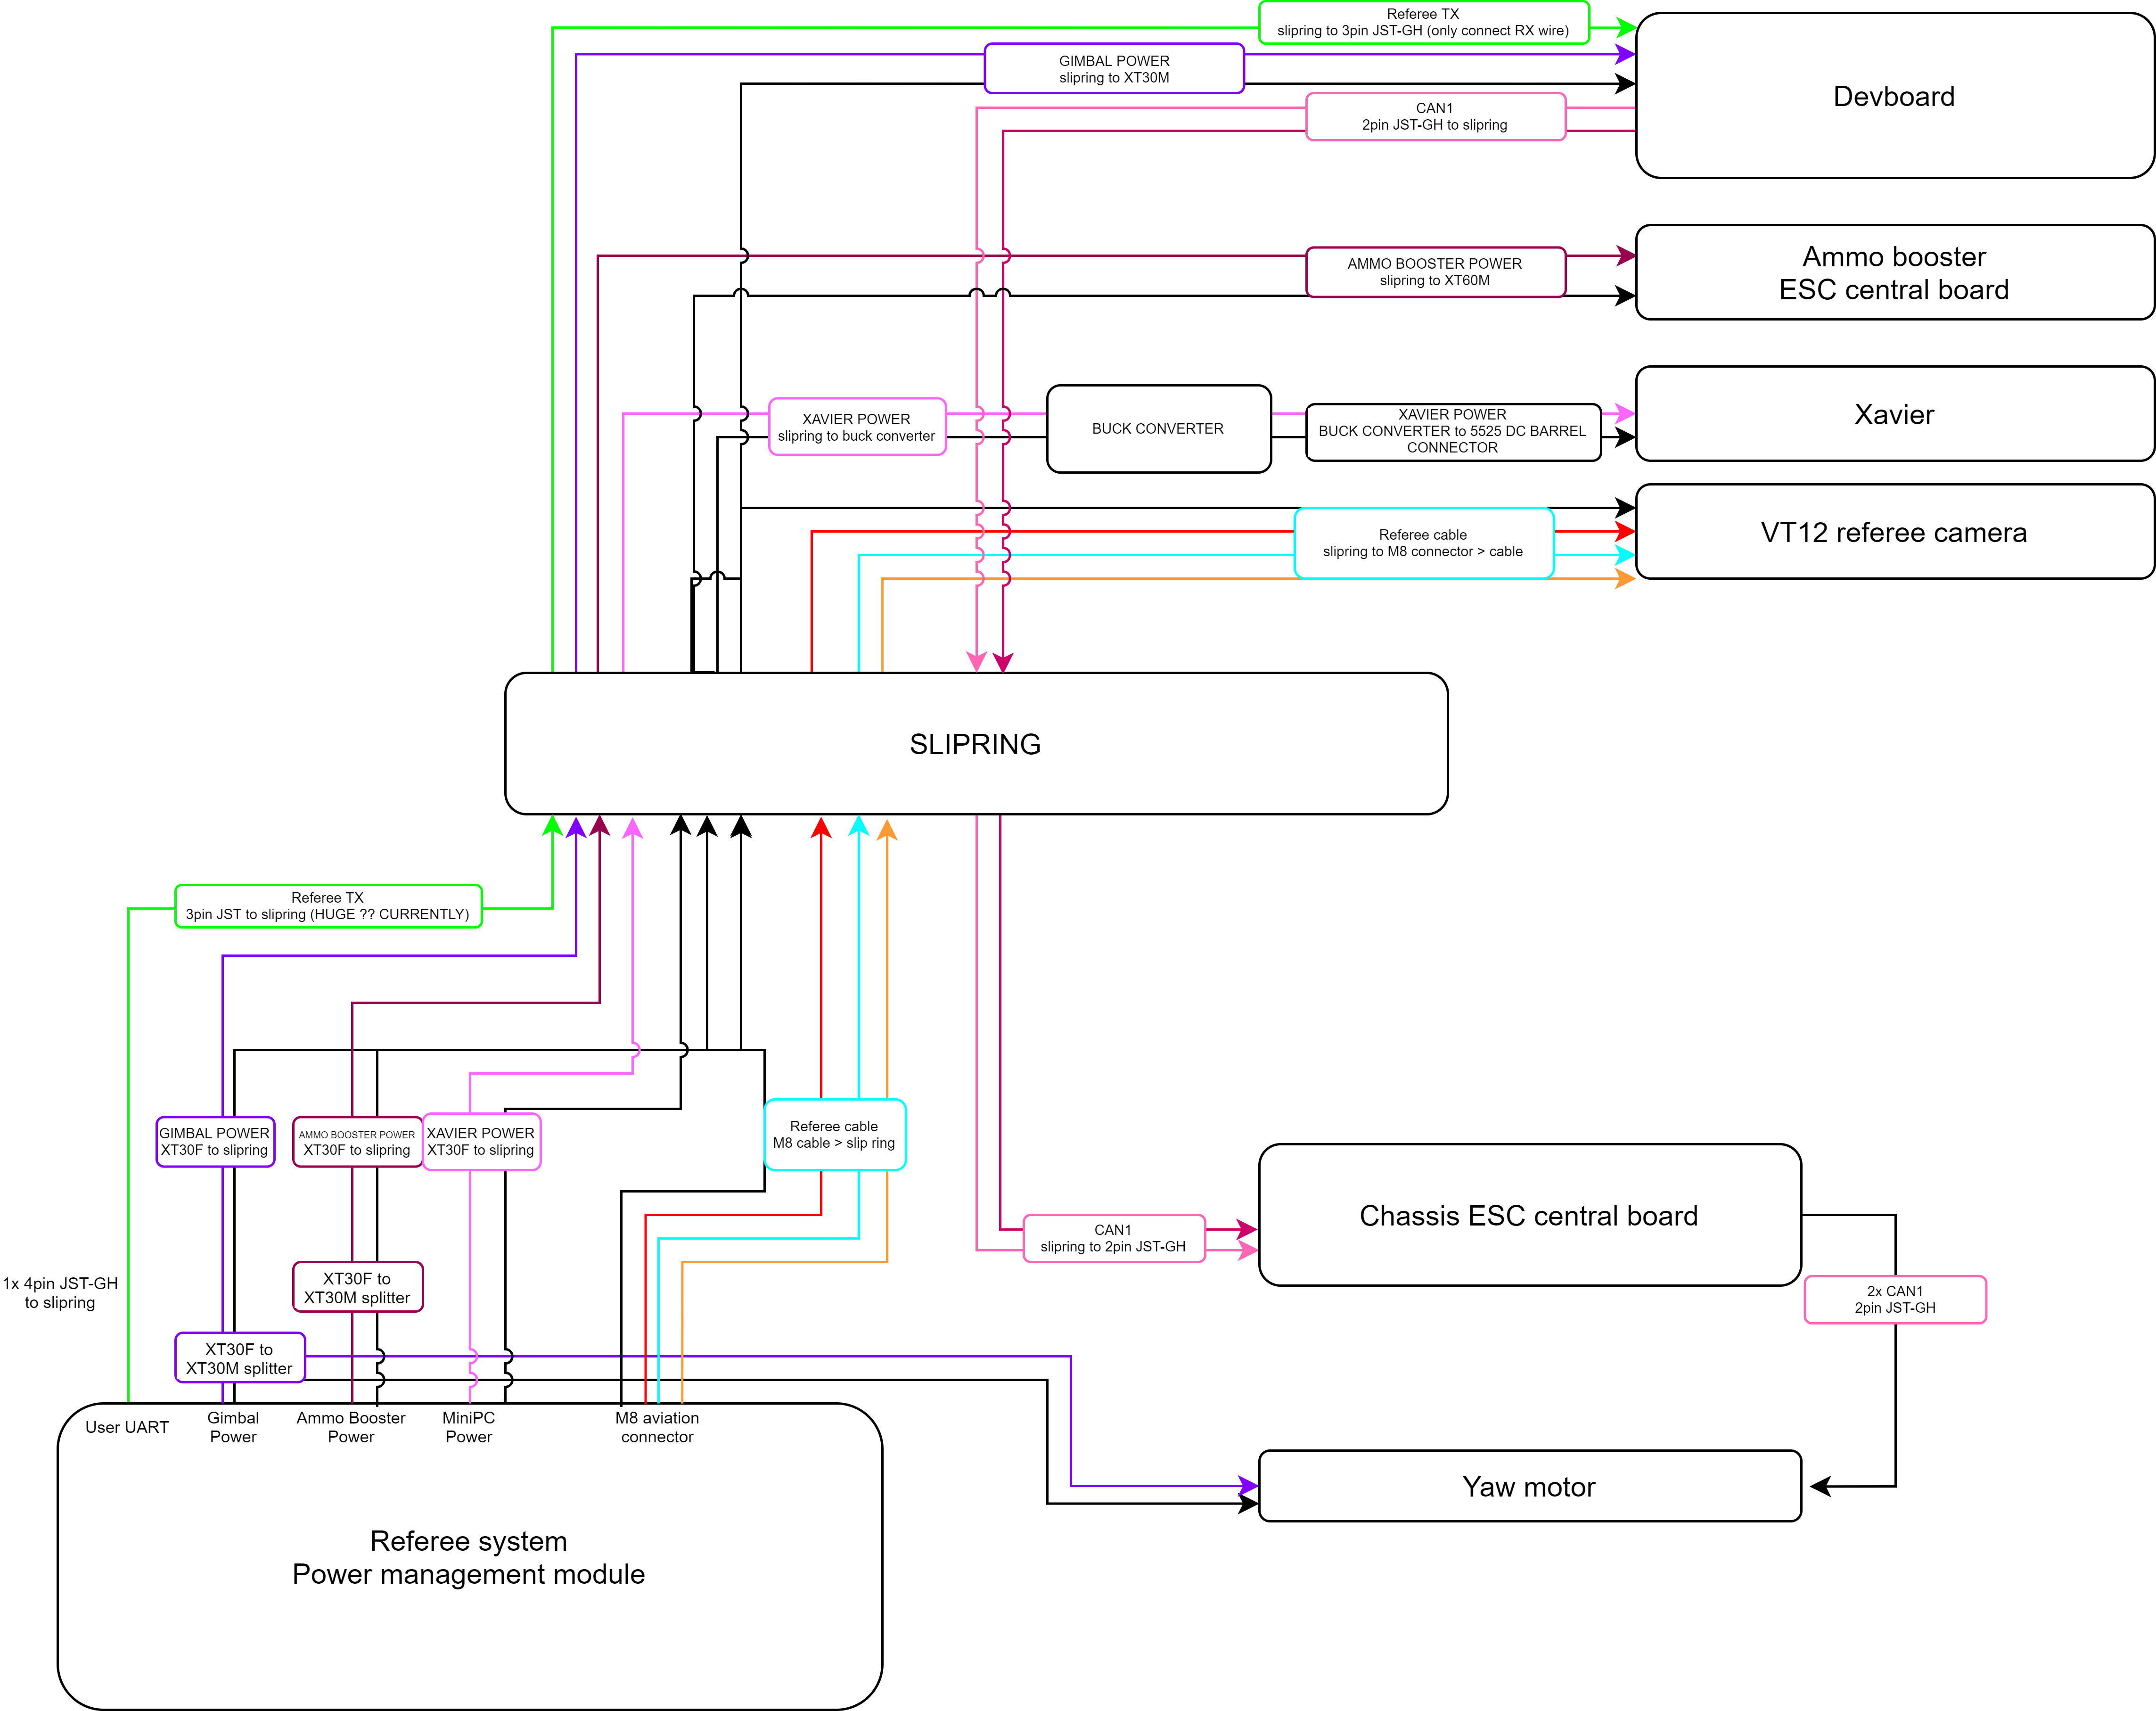 Referee TX
slipring to 3pin JST-GH (only connect RX wire)
GIMBAL POWER
slipring to XT30M
CAN1
2pin JST-GH to slipring
Devboard
AMMO BOOSTER POWER
slipring to XT60M
Ammo booster
ESC central board
XAVIER POWER
slipring to buck converter
BUCK CONVERTER
XAVIER POWER
BUCK CONVERTER to 5525 DC BARREL
CONNECTOR
Xavier
Referee cable
slipring to M8 connector > cable
VT12 referee camera
SLIPRING
Referee TX
3pin JST to slipring (HUGE ?? CURRENTLY)
GIMBAL POWER
XT30F to slipring
AMMO BOOSTER POWER
XT30F to slipring
XAVIER POWER
XT30F to slipring
Referee cable
M8 cable > slip ring
CAN1
slipring to 2pin JST-GH
Chassis ESC central board
2x CAN1
2pin JST-GH
1x 4pin JST-GH
to slipring
XT30F to
XT30M splitter
XT30F to
XT30M splitter
User UART
Gimbal
Power
Ammo Booster
Power
MiniPC
Power
M8 aviation
connector
Yaw motor
Referee system
Power management module